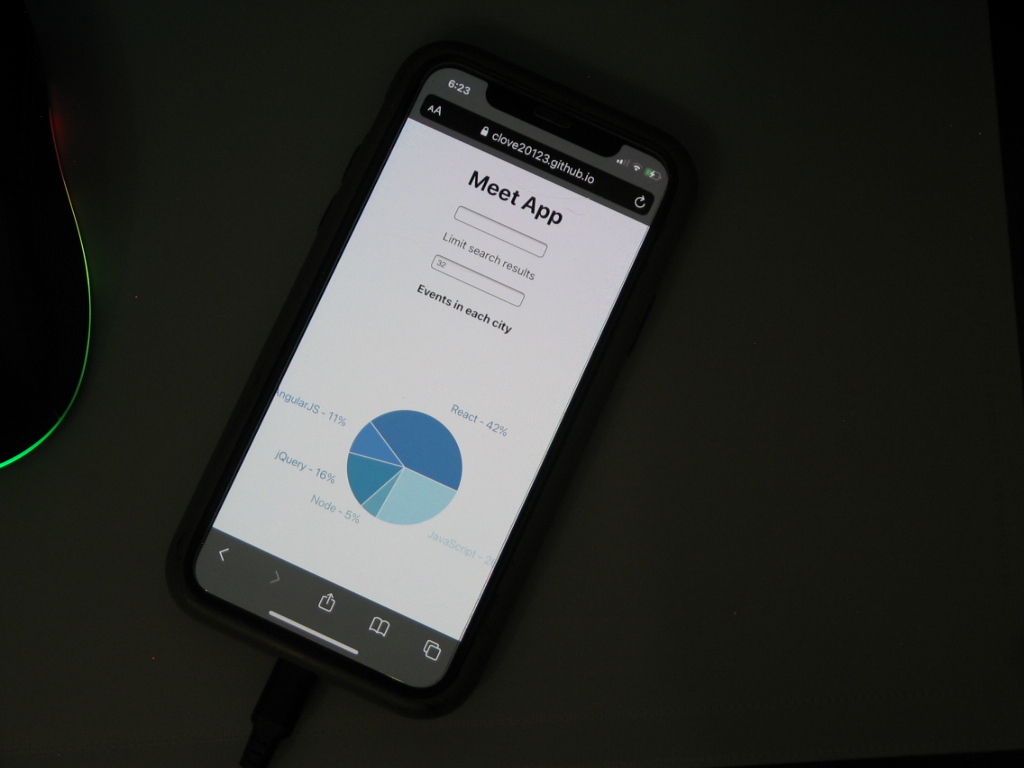 6:23
AA
clove20123.github.io
Meet App
Limit search results
32
Events in each city
AngularJS - 11%
React - 42%
jQuery - 16%
Node - 5%
JavaScript - 2